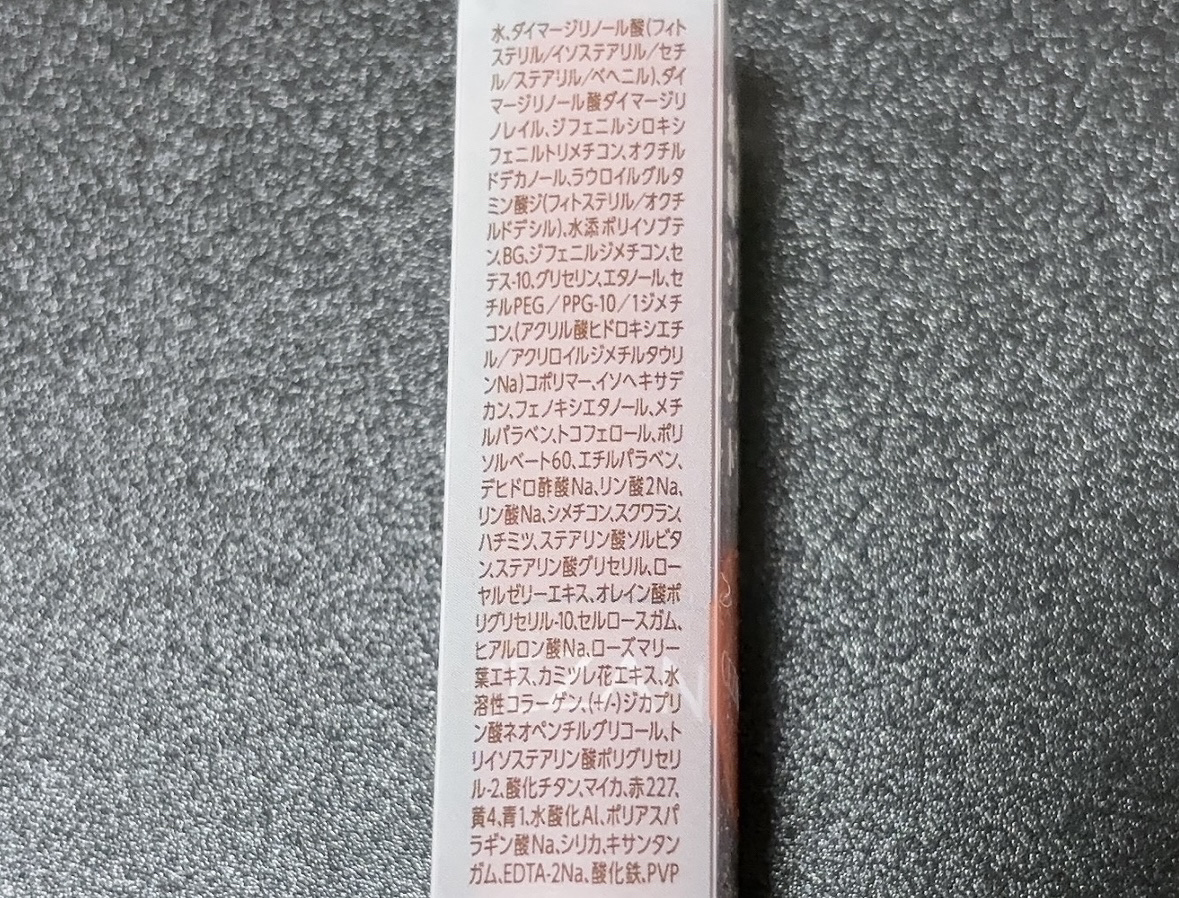 水、ダイマージリノール酸(フィト
ステリル/イソステアリル/セチ
ル/ステアリル/ベヘニル)、ダイ
マージリノール酸ダイマージリ
ノレイル、ジフェニルシロキシ
フェニルトリメチコン、オクチル
ドデカノール、ラウロイルグルタ
ミン酸ジ(フィトステリル/オクチ
ルドデシル)、水添ポリイソブテ
ン、BG、ジフェニルジメチコン、セ
テス-10、グリセリン、エタノール、セ
チルPEG/PPG-10/1ジメチ
コン、(アクリル酸ヒドロキシエチ
ル/アクリロイルジメチルタウリ
ンNa)コポリマー、イソヘキサデ
カン、フェノキシエタノール、メチ
ルパラベン、トコフェロール、ポリ
ソルベート60、エチルパラベン、
デヒドロ酢酸Na、リン酸2Na、
リン酸Na、シメチコン、スクワラン、
ハチミツ、ステアリン酸ソルビタ
ン、ステアリン酸グリセリル、ロー
ヤルゼリーエキス、オレイン酸ポ
リグリセリル-10、セルロースガム、
ヒアルロン酸Na、ローズマリー
葉エキス、カミツレ花エキス、水
溶性コラーゲン、(+/-)ジカプリ
ン酸ネオペンチルグリコール、ト
リイソステアリン酸ポリグリセリ
ル-2、酸化チタン、マイカ、赤227、
黄4、青1、水酸化Al、ポリアスパ
ラギン酸Na、シリカ、キサンタン
ガム、EDTA-2Na、酸化鉄、PVP